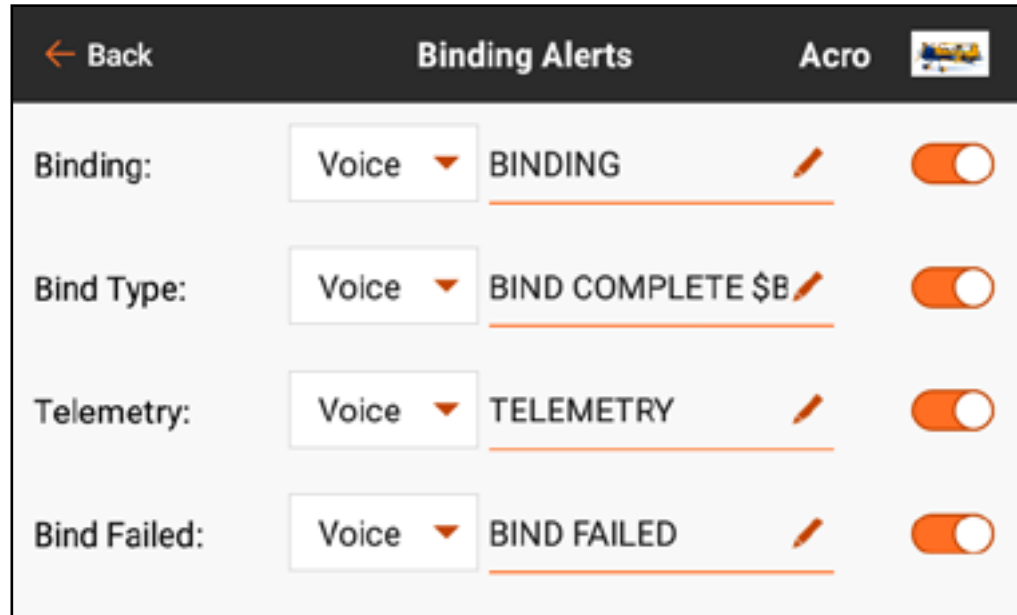 Back Binding Alerts Acro
Binding: Voice BINDING
Bind Type: Voice BIND COMPLETE $B
Telemetry: Voice TELEMETRY
Bind Failed: Voice BIND FAILED